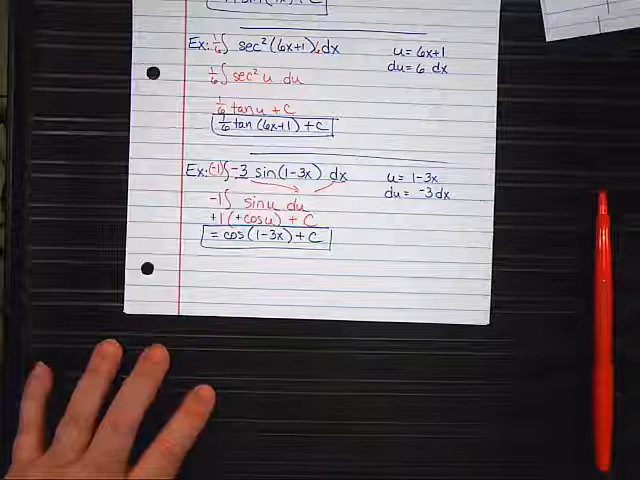 Ex: 1/6 ∫ sec²(6x+1) 6 dx
u = 6x+1
du = 6 dx
1/6 ∫ sec² u du
1/6 tan u + C
1/6 tan(6x+1) + C
Ex: (-1) ∫ -3 sin(1-3x) dx
u = 1-3x
du = -3dx
-1 ∫ sin u du
+1 (+cos u) + C
= cos(1-3x) + C